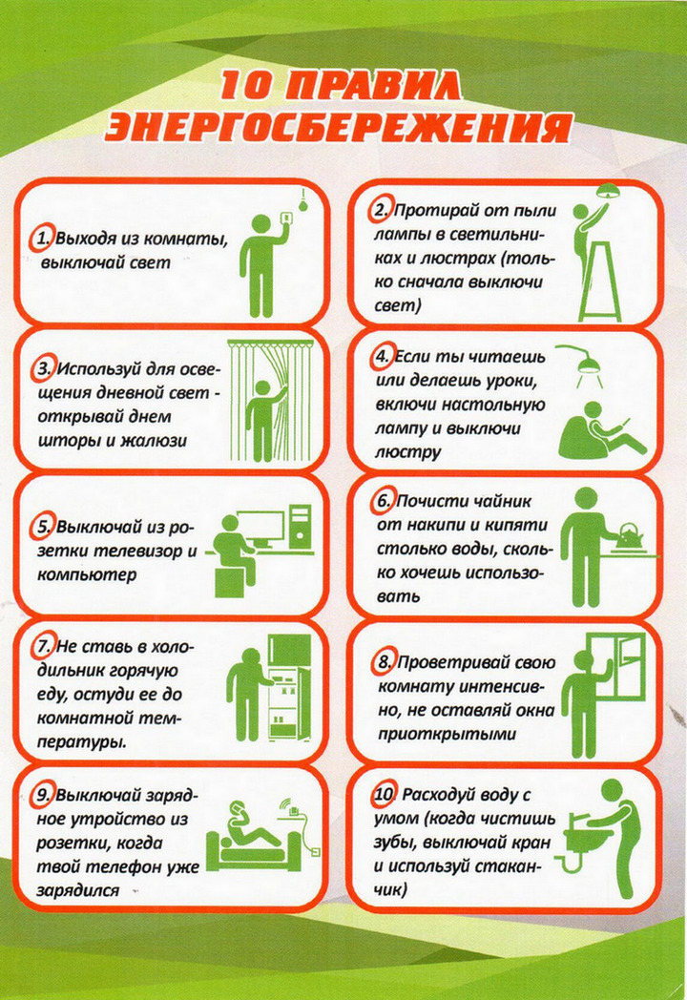 10 ПРАВИЛ
ЭНЕРГОСБЕРЕЖЕНИЯ
1. Выходя из комнаты,
выключай свет
2. Протирай от пыли
лампы в светильни-
ках и люстрах (толь-
ко сначала выключи
свет)
3. Используй для осве-
щения дневной свет -
открывай днем
шторы и жалюзи
4. Если ты читаешь
или делаешь уроки,
включи настольную
лампу и выключи
люстру
5. Выключай из ро-
зетки телевизор и
компьютер
6. Почисти чайник
от накипи и кипяти
столько воды, сколь-
ко хочешь использо-
вать
7. Не ставь в холо-
дильник горячую
еду, остуди ее до
комнатной тем-
пературы.
8. Проветривай свою
комнату интенсив-
но, не оставляй окна
приоткрытыми
9. Выключай заряд-
ное утройство из
розетки, когда
твой телефон уже
зарядился
10. Расходуй воду с
умом (когда чистишь
зубы, выключай кран
и используй стакан-
чик)